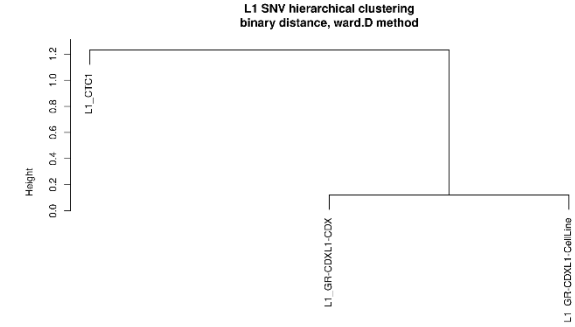 L1 SNV hierarchical clustering
binary distance, ward.D method
Height
1.2
1.0
0.8
0.6
0.4
0.2
0.0
L1_CTC1
L1_GR-CDXL1-CDX
L1_GR-CDXL1-CellLine